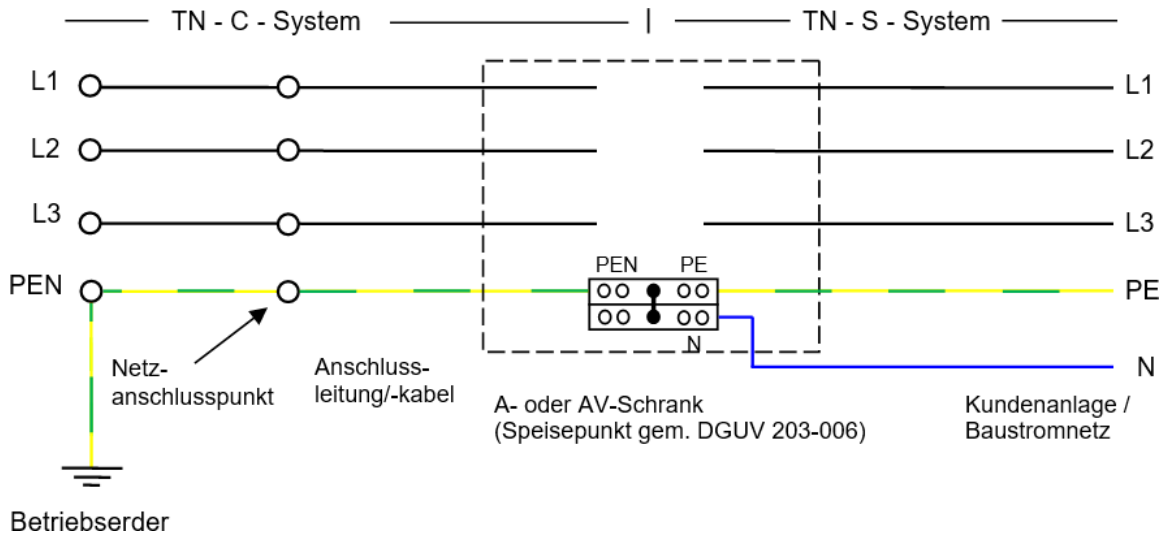 TN - C - System | TN - S - System
L1 L1
L2 L2
L3 L3
PEN PE
PEN PE
N
N
Netz-
anschlusspunkt
Anschluss-
leitung/-kabel
A- oder AV-Schrank
(Speisepunkt gem. DGUV 203-006)
Kundenanlage /
Baustromnetz
Betriebserder